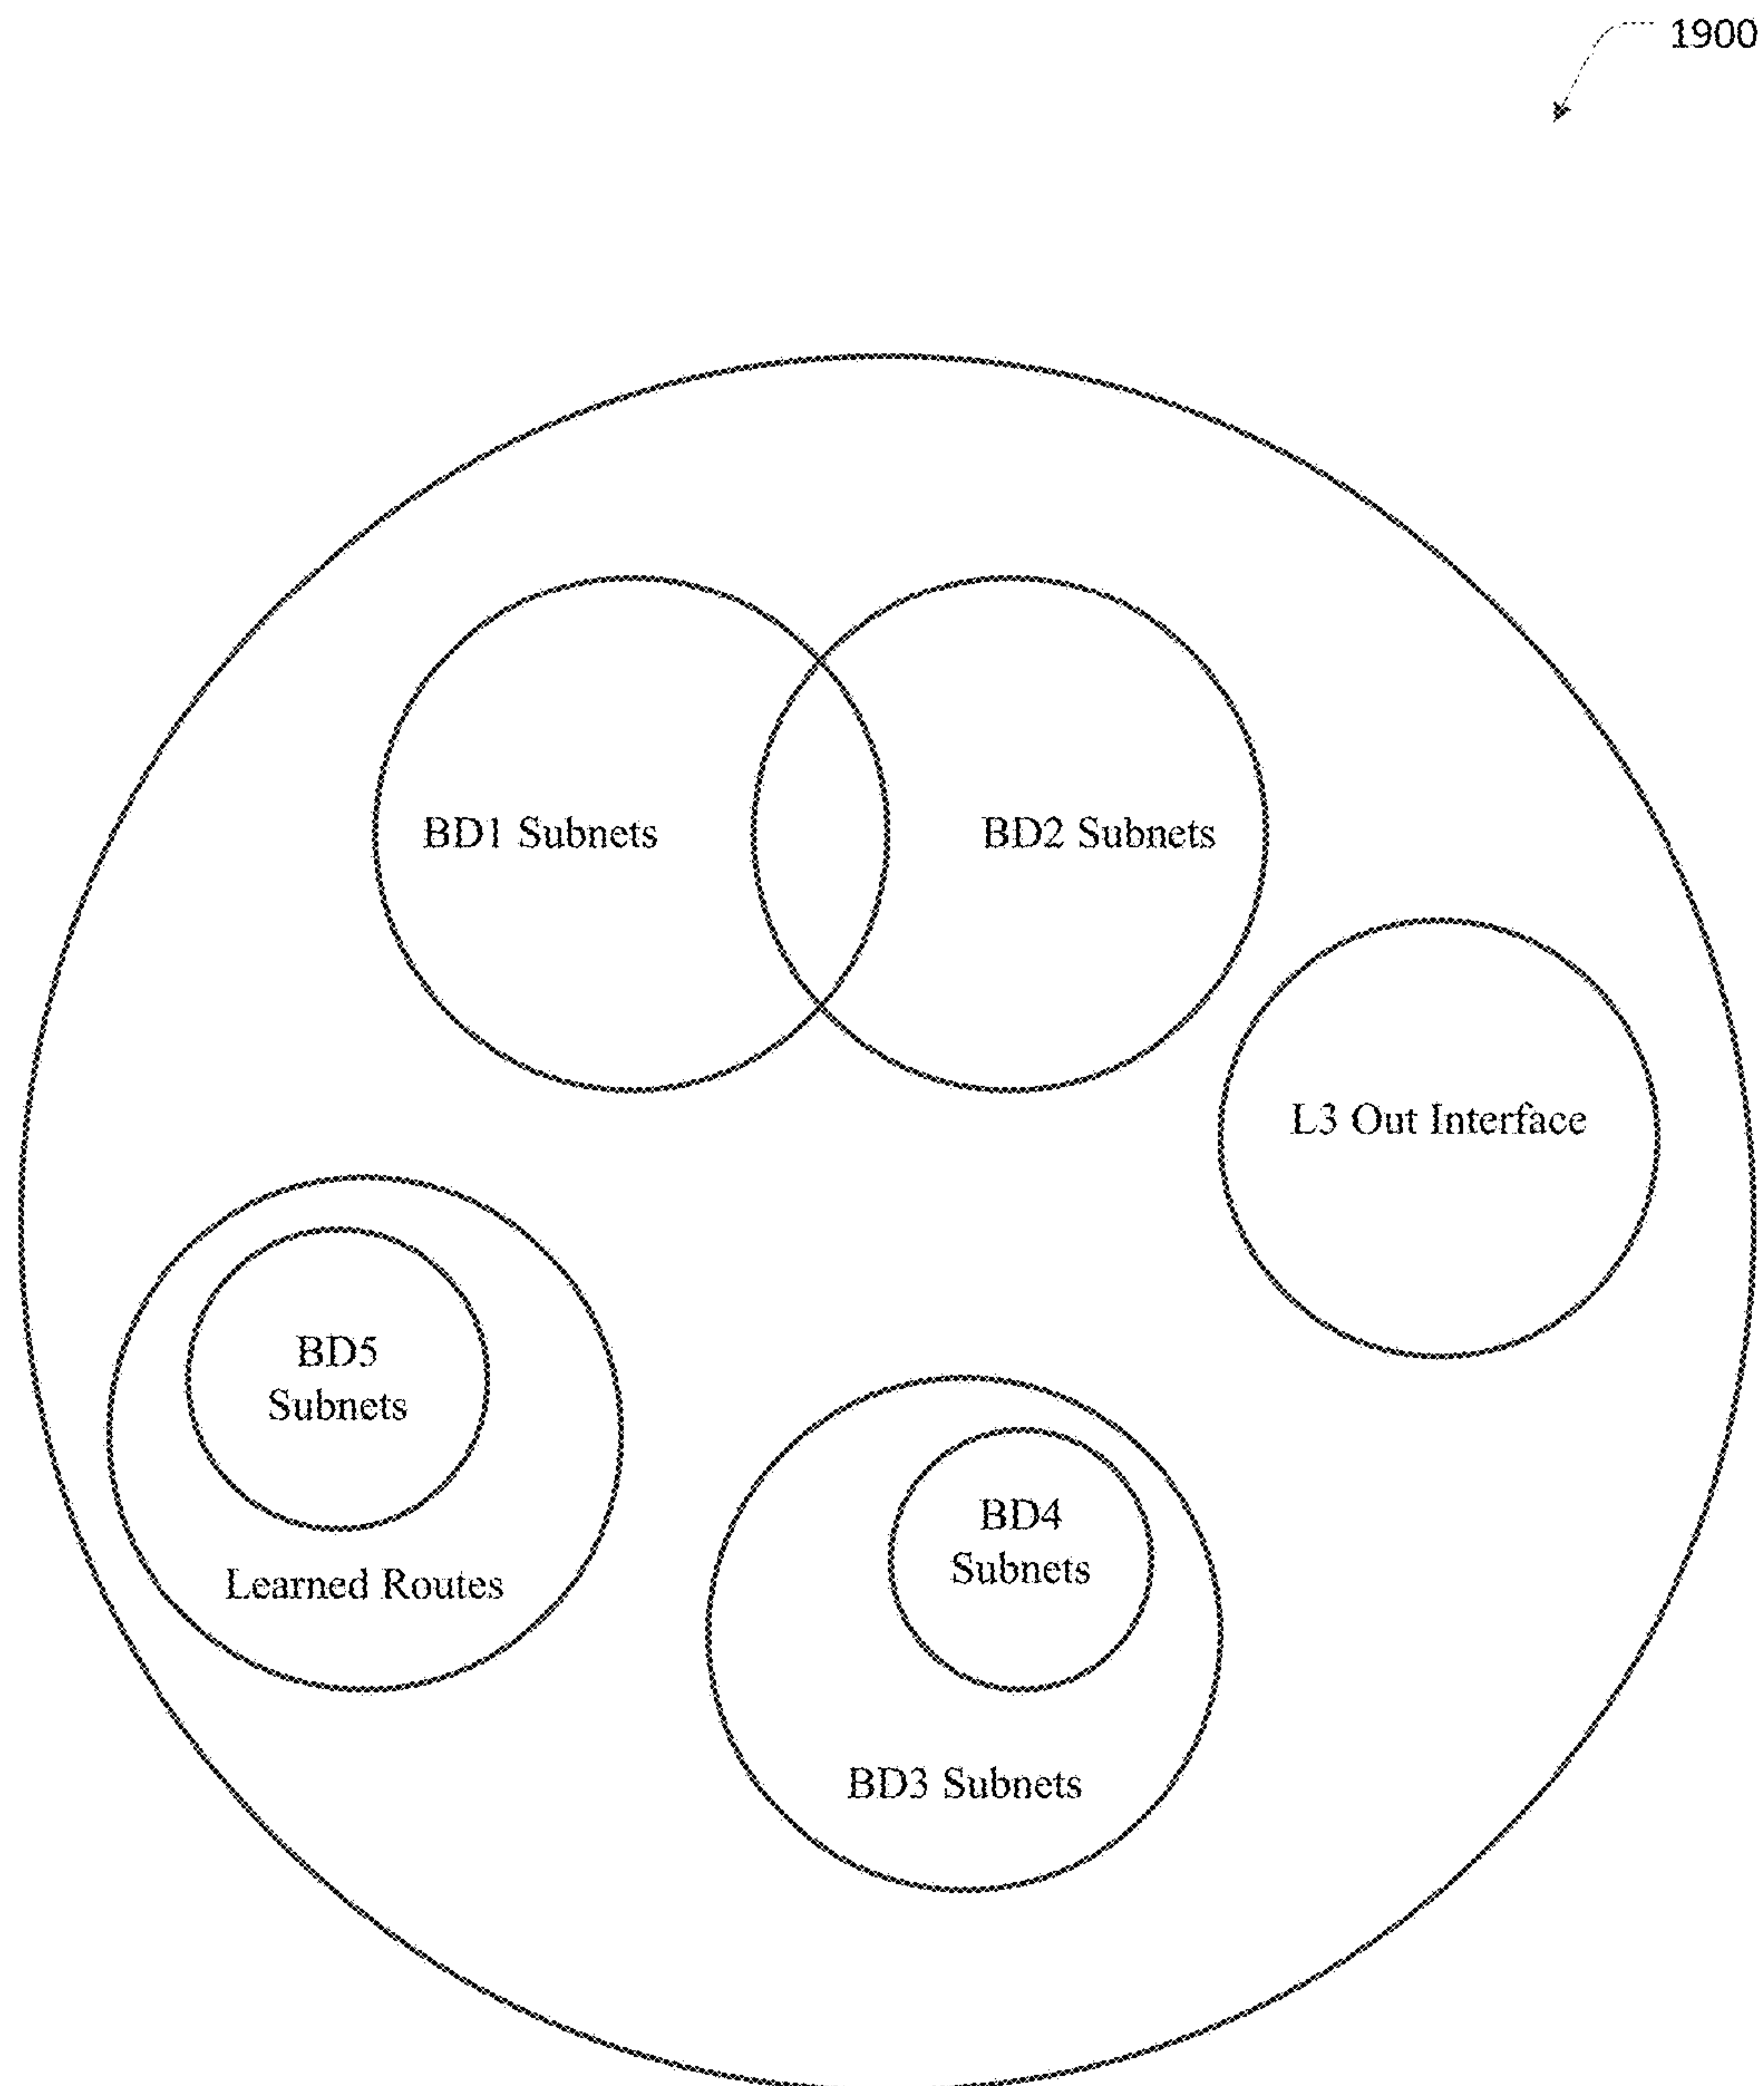 1900
BD1 Subnets
BD2 Subnets
L3 Out Interface
BD5
Subnets
Learned Routes
BD4
Subnets
BD3 Subnets